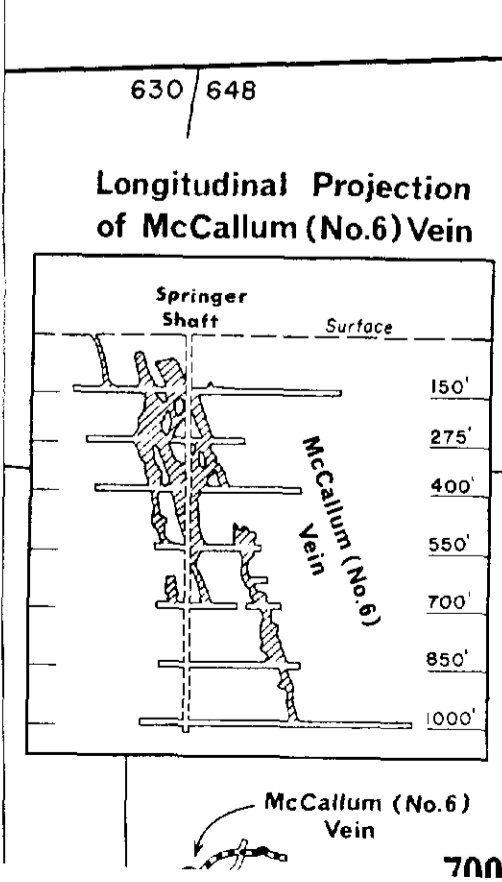 630 / 648
Longitudinal Projection
of McCallum (No.6) Vein
Springer
Shaft
Surface
150'
275'
400'
550'
700'
850'
1000'
McCallum (No.6)
Vein
McCallum (No.6)
Vein
700